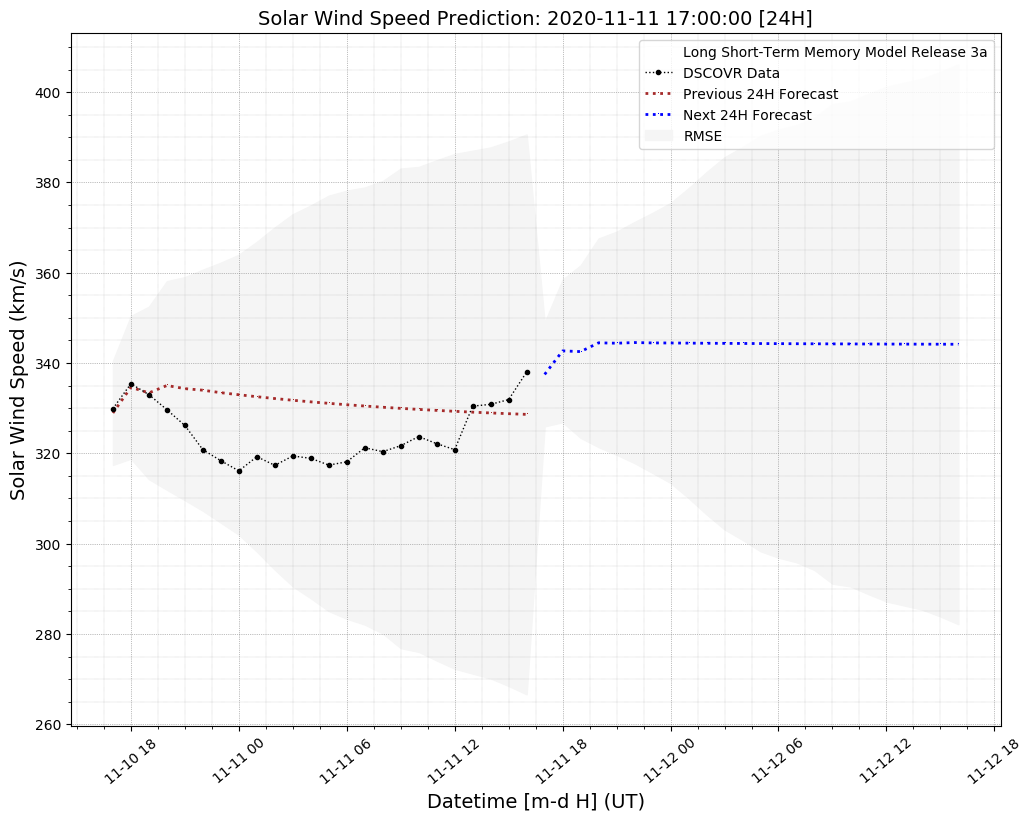 Solar Wind Speed Prediction: 2020-11-11 17:00:00 [24H]
Long Short-Term Memory Model Release 3a
DSCOVR Data
Previous 24H Forecast
Next 24H Forecast
RMSE
Solar Wind Speed (km/s)
400
380
360
340
320
300
280
260
11-10 18
11-11 00
11-11 06
11-11 12
11-11 18
11-12 00
11-12 06
11-12 12
11-12 18
Datetime [m-d H] (UT)